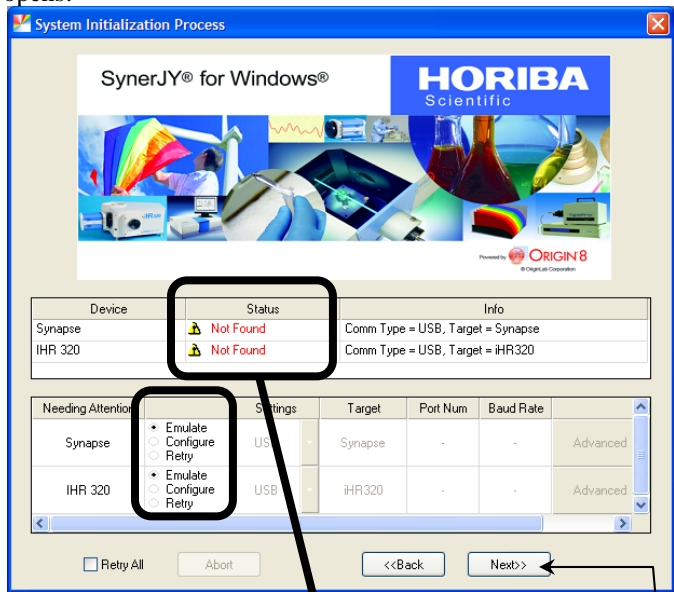 opens.
System Initialization Process
SynerJY® for Windows®
HORIBA
Scientific
Powered by ORIGIN 8
© OriginLab Corporation
Device Status Info
Synapse Not Found Comm Type = USB, Target = Synapse
IHR 320 Not Found Comm Type = USB, Target = iHR320
Needing Attention Settings Target Port Num Baud Rate
Emulate
Synapse Configure USB Synapse - - Advanced
Retry
Emulate
IHR 320 Configure USB iHR320 - - Advanced
Retry
Retry All Abort <<Back Next>>